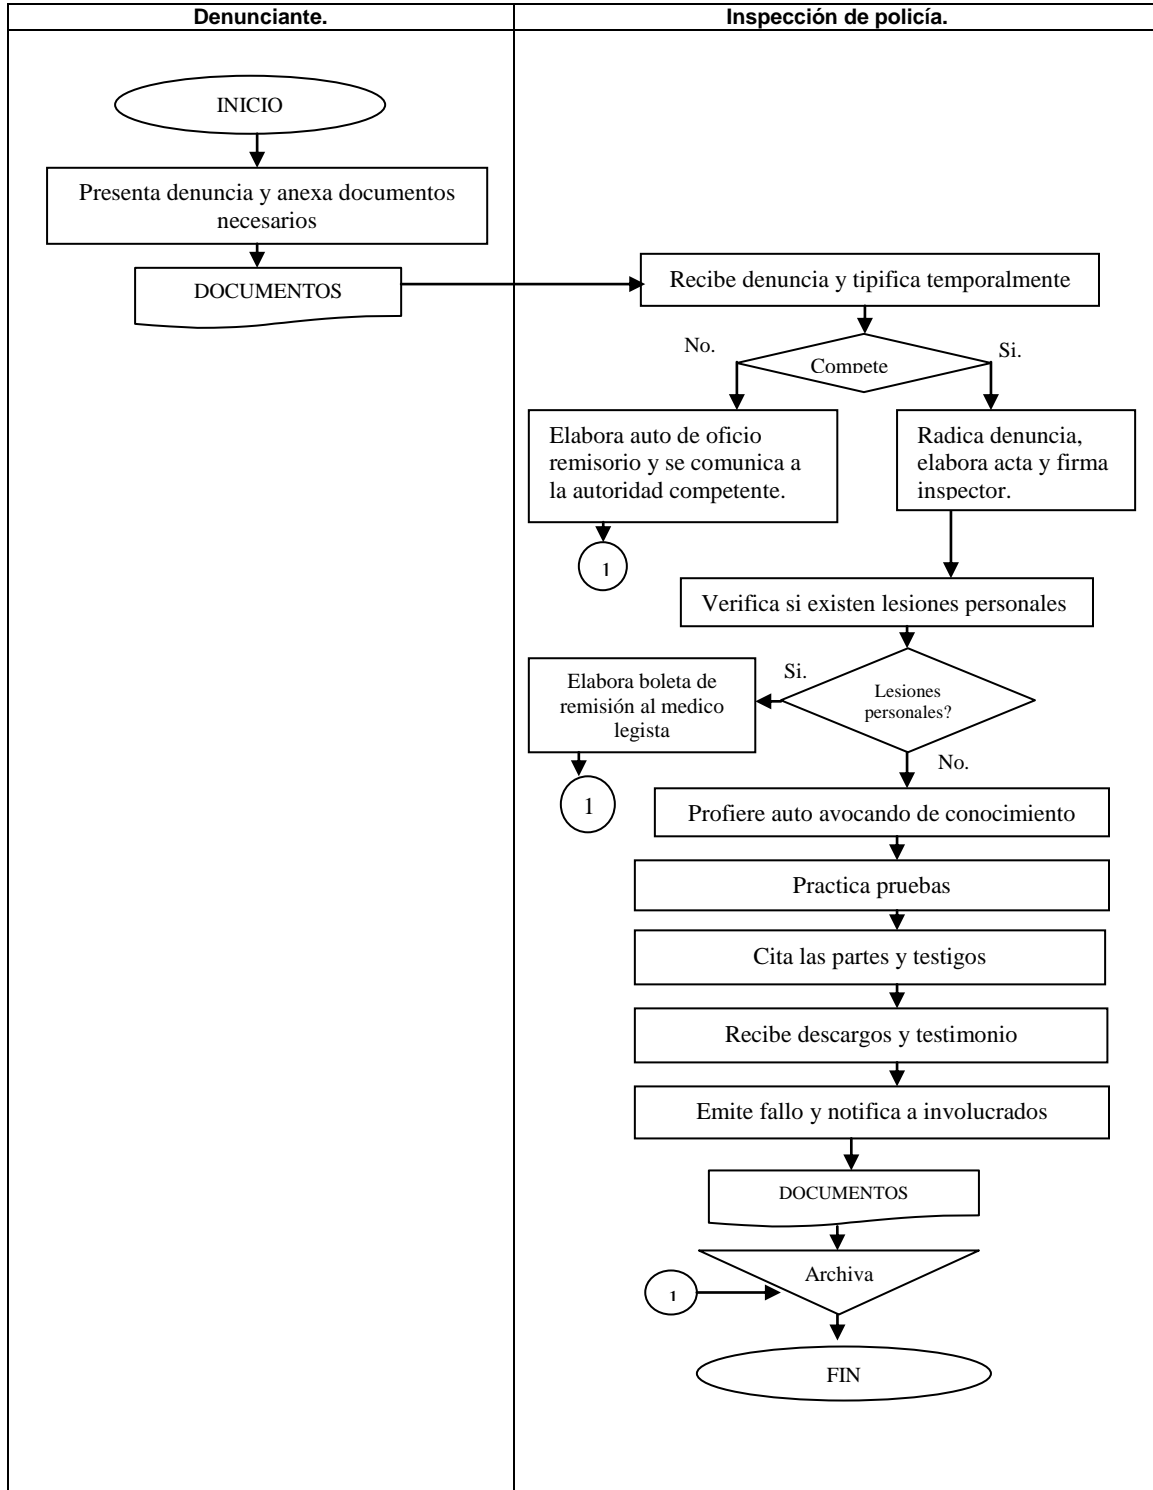 Denunciante.
Inspección de policía.
INICIO
Presenta denuncia y anexa documentos
necesarios
DOCUMENTOS
Recibe denuncia y tipifica temporalmente
No.
Compete
Si.
Elabora auto de oficio
remisorio y se comunica a
la autoridad competente.
Radica denuncia,
elabora acta y firma
inspector.
1
Verifica si existen lesiones personales
Si.
Lesiones
personales?
Elabora boleta de
remisión al medico
legista
No.
1
Profiere auto avocando de conocimiento
Practica pruebas
Cita las partes y testigos
Recibe descargos y testimonio
Emite fallo y notifica a involucrados
DOCUMENTOS
Archiva
1
FIN